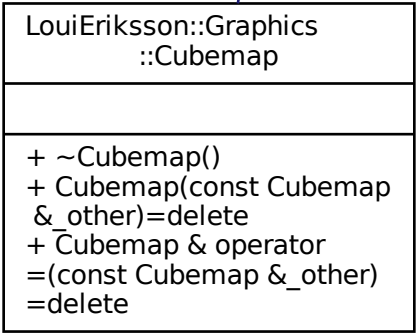 LouiEriksson::Graphics
::Cubemap
+ ~Cubemap()
+ Cubemap(const Cubemap
&_other)=delete
+ Cubemap & operator
=(const Cubemap &_other)
=delete